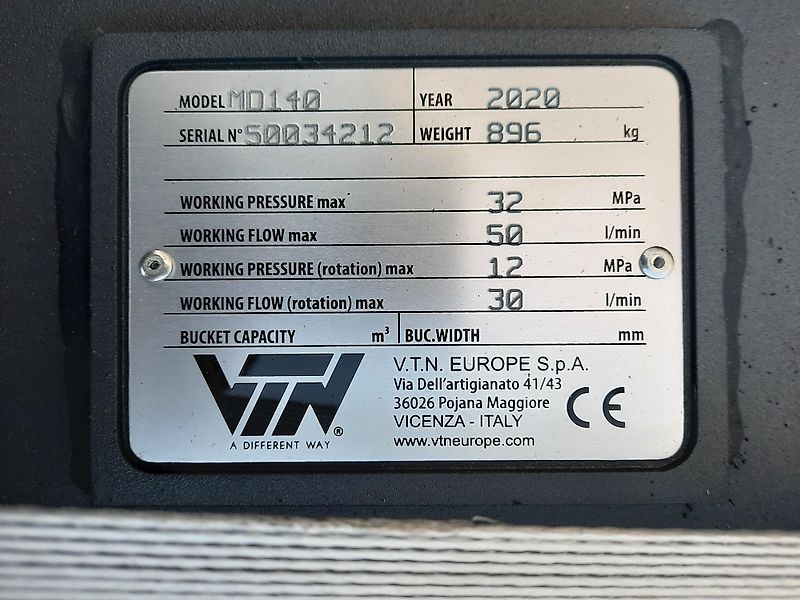 MODEL MD140 YEAR 2020
SERIAL N° 50034212 WEIGHT 896 kg
WORKING PRESSURE max 32 MPa
WORKING FLOW max 50 l/min
WORKING PRESSURE (rotation) max 12 MPa
WORKING FLOW (rotation) max 30 l/min
BUCKET CAPACITY m³ BUC.WIDTH mm
VTN®
A DIFFERENT WAY
V.T.N. EUROPE S.p.A.
Via Dell'artigianato 41/43
36026 Pojana Maggiore
VICENZA - ITALY
www.vtneurope.com
CE